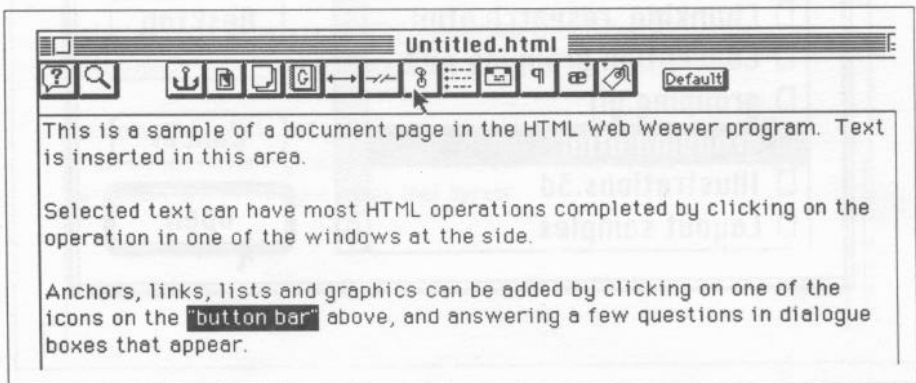 Untitled.html
? G ¶ æ Default
This is a sample of a document page in the HTML Web Weaver program. Text
is inserted in this area.
Selected text can have most HTML operations completed by clicking on the
operation in one of the windows at the side.
Anchors, links, lists and graphics can be added by clicking on one of the
icons on the "button bar" above, and answering a few questions in dialogue
boxes that appear.